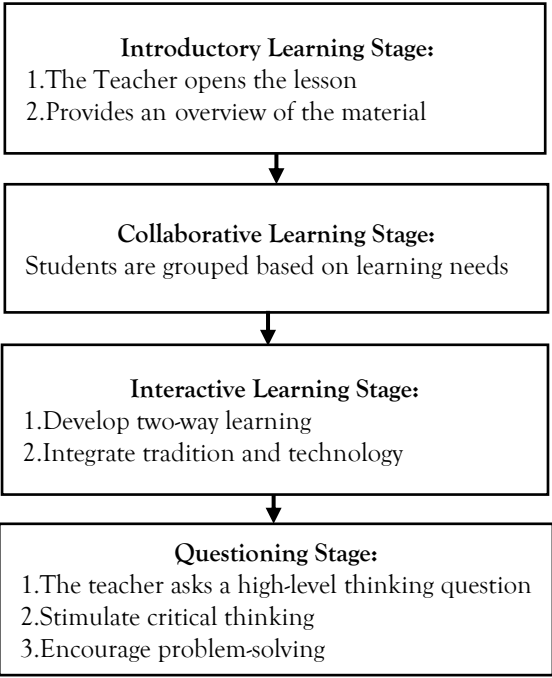 Introductory Learning Stage:
1.The Teacher opens the lesson
2.Provides an overview of the material
Collaborative Learning Stage:
Students are grouped based on learning needs
Interactive Learning Stage:
1.Develop two-way learning
2.Integrate tradition and technology
Questioning Stage:
1.The teacher asks a high-level thinking question
2.Stimulate critical thinking
3.Encourage problem-solving